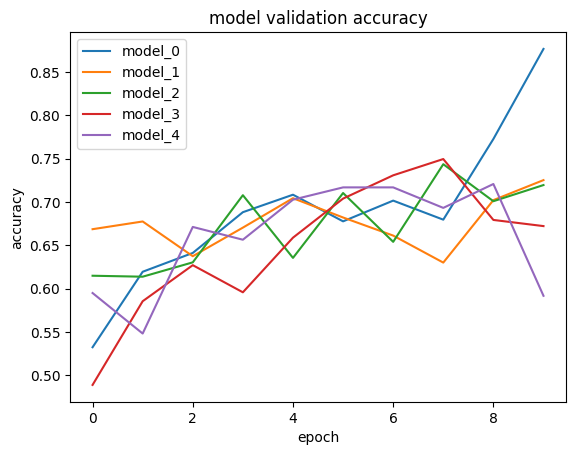 model validation accuracy
model_0
model_1
model_2
model_3
model_4
accuracy
0.85
0.80
0.75
0.70
0.65
0.60
0.55
0.50
0 2 4 6 8
epoch